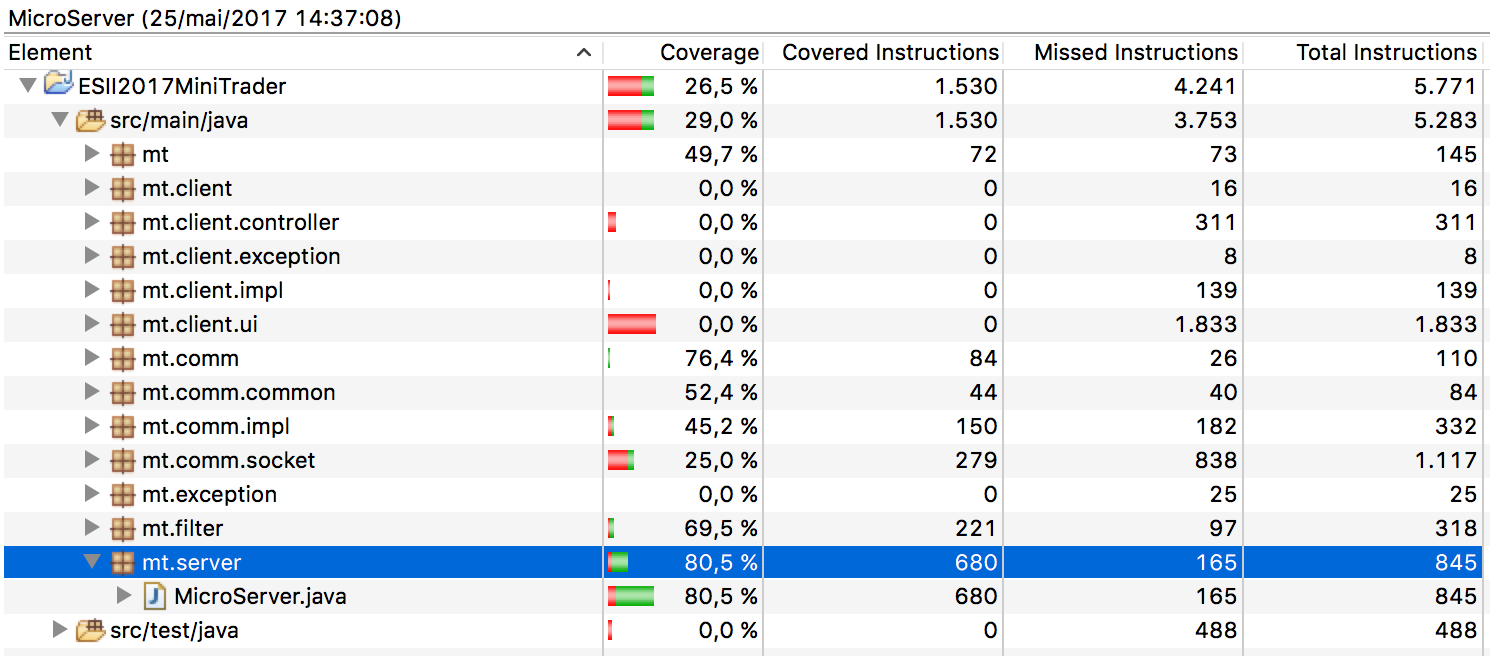 MicroServer (25/mai/2017 14:37:08)
Element Coverage Covered Instructions Missed Instructions Total Instructions
ESII2017MiniTrader 26,5 % 1.530 4.241 5.771
src/main/java 29,0 % 1.530 3.753 5.283
mt 49,7 % 72 73 145
mt.client 0,0 % 0 16 16
mt.client.controller 0,0 % 0 311 311
mt.client.exception 0,0 % 0 8 8
mt.client.impl 0,0 % 0 139 139
mt.client.ui 0,0 % 0 1.833 1.833
mt.comm 76,4 % 84 26 110
mt.comm.common 52,4 % 44 40 84
mt.comm.impl 45,2 % 150 182 332
mt.comm.socket 25,0 % 279 838 1.117
mt.exception 0,0 % 0 25 25
mt.filter 69,5 % 221 97 318
mt.server 80,5 % 680 165 845
MicroServer.java 80,5 % 680 165 845
src/test/java 0,0 % 0 488 488